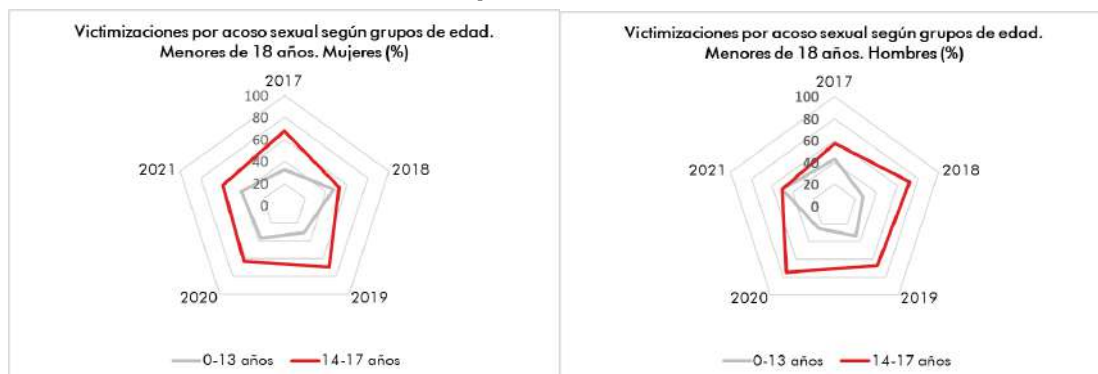 Victimizaciones por acoso sexual según grupos de edad.
Menores de 18 años. Mujeres (%)
2017
100
80
60
40
20
0
2018
2019
2020
2021
0-13 años
14-17 años
Victimizaciones por acoso sexual según grupos de edad.
Menores de 18 años. Hombres (%)
2017
100
80
60
40
20
0
2018
2019
2020
2021
0-13 años
14-17 años